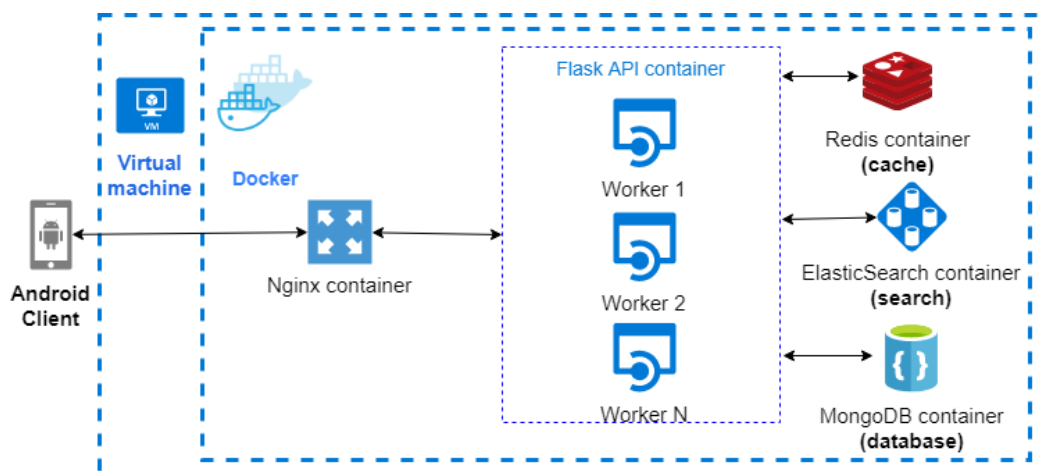 Flask API container
VM
Virtual
machine
Docker
Android
Client
Nginx container
Worker 1
Worker 2
Worker N
Redis container
(cache)
ElasticSearch container
(search)
{ }
MongoDB container
(database)